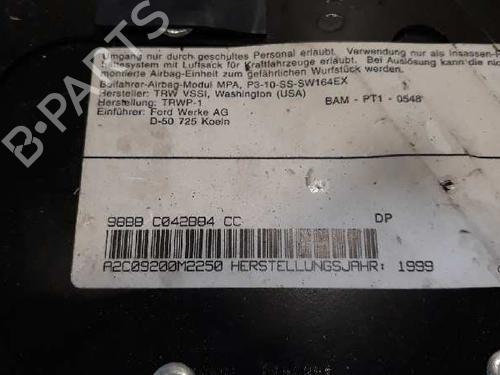 Umgang nur durch geschultes Personal erlaubt. Verwendung nur als Insassen-
haltesystem mit Luftsack für Kraftfahrzeuge erlaubt. Bei Auslösung kann die
montierte Airbag-Einheit zum gefährlichen Wurfstück werden.
Beifahrer-Airbag-Modul MPA, P3-10-SS-SW164EX
Hersteller: TRW VSSI, Washington (USA)
Herstellung: TRWP-1
BAM - PT1 - 0548
Einführer: Ford Werke AG
D-50 725 Koeln
98BB C042B84 CC
DP
A2C09200M2250 HERSTELLUNGSJAHR: 1999
B-PARTS